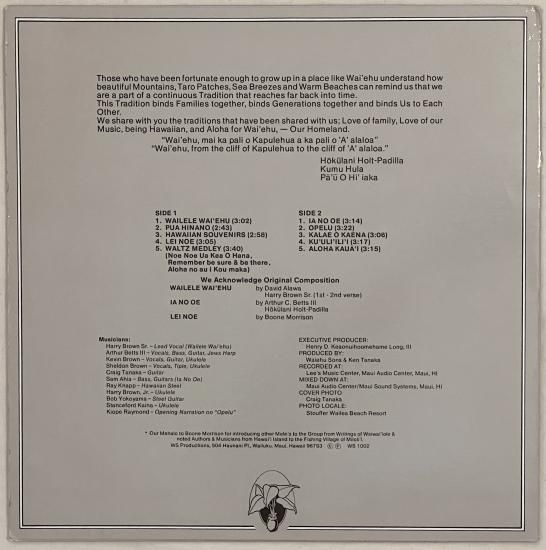 Those who have been fortunate enough to grow up in a place like Wai'ehu understand how
beautiful Mountains, Taro Patches, Sea Breezes and Warm Beaches can remind us that we
are a part of a continuous Tradition that reaches far back into time.
This Tradition binds Families together, binds Generations together and binds Us to Each
Other.
We share with you the traditions that have been shared with us; Love of family, Love of our
Music, being Hawaiian, and Aloha for Wai'ehu, — Our Homeland.
"Wai'ehu, mai ka pali o Kapulehua a ka pali o 'A' alaloa"
"Wai'ehu, from the cliff of Kapulehua to the cliff of 'A' alaloa."
Hōkūlani Holt-Padilla
Kumu Hula
Pā'ū O Hi' iaka
SIDE 1
1. WAILELE WAI'EHU (3:02)
2. PUA HINANO (2:43)
3. HAWAIIAN SOUVENIRS (2:58)
4. LEI NOE (3:05)
5. WALTZ MEDLEY (3:40)
(Noe Noe Ua Kea O Hana,
Remember be sure & be there,
Aloha no au i Kou maka)
SIDE 2
1. IA NO OE (3:14)
2. OPELU (3:22)
3. KALAE O KAENA (3:06)
4. KU'ULI'ILI'I (3:17)
5. ALOHA KAUA'I (3:15)
We Acknowledge Original Composition
WAILELE WAI'EHU by David Alawa
Harry Brown Sr. (1st - 2nd verse)
IA NO OE by Arthur C. Betts III
Hōkūlani Holt-Padilla
LEI NOE by Boone Morrison
Musicians:
Harry Brown Sr. – Lead Vocal (Wailele Wai'ehu)
Arthur Betts III – Vocals, Bass, Guitar, Jews Harp
Kevin Brown – Vocals, Guitar, Ukulele
Sheldon Brown – Vocals, Tiple, Ukulele
Craig Tanaka – Guitar
Sam Ahia – Bass, Guitars (Ia No Oe)
Ray Knapp – Hawaiian Steel
Harry Brown, Jr. – Ukulele
Bob Yokoyama – Steel Guitar
Stanceford Kaina – Ukulele
Kiope Raymond – Opening Narration on "Opelu"
EXECUTIVE PRODUCER:
Henry D. Keaonuihoomehame Long, III
PRODUCED BY:
Waiehu Sons & Ken Tanaka
RECORDED AT:
Lee's Music Center, Maui Audio Center, Maui, HI
MIXED DOWN AT:
Maui Audio Center/Maui Sound Systems, Maui, HI
COVER PHOTO
Craig Tanaka
PHOTO LOCALE:
Stouffer Wailea Beach Resort
* Our Mahalo to Boone Morrison for introducing other Mele's to the Group from Writings of Waiwai'iole &
noted Authors & Musicians from Hawai'i Island to the Fishing Village of Miloli'i.
WS Productions, 504 Haunani Pl., Wailuku, Maui, Hawaii 96793 © Ⓟ WS 1002